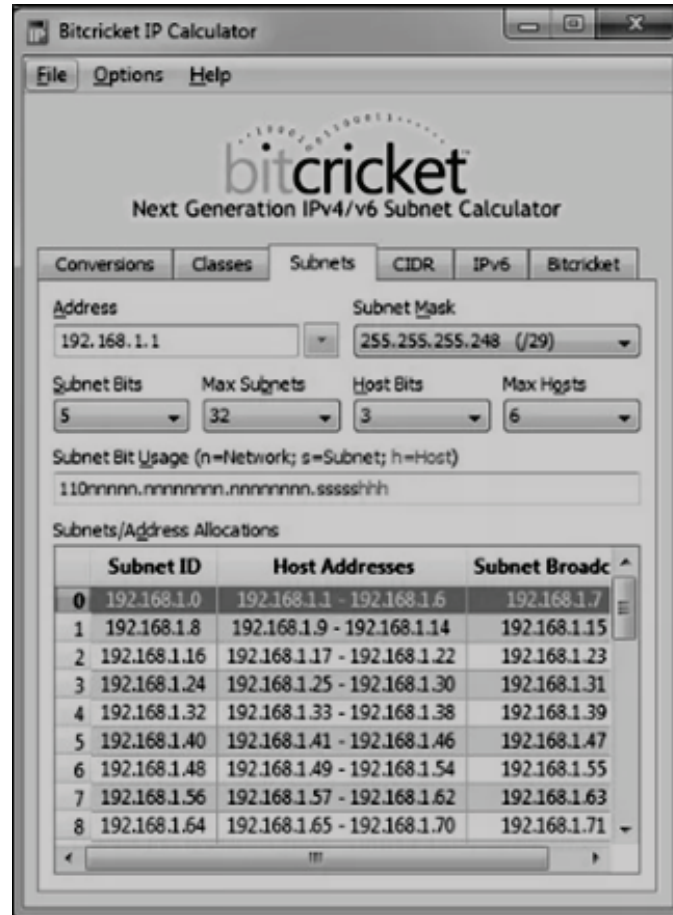 Bitcricket IP Calculator
File Options Help
bitcricket™
Next Generation IPv4/v6 Subnet Calculator
Conversions Classes Subnets CIDR IPv6 Bitcricket
Address Subnet Mask
192.168.1.1 255.255.255.248 (/29)
Subnet Bits Max Subnets Host Bits Max Hosts
5 32 3 6
Subnet Bit Usage (n=Network; s=Subnet; h=Host)
110nnnnn.nnnnnnnn.nnnnnnnn.ssssshhh
Subnets/Address Allocations
Subnet ID Host Addresses Subnet Broadc
0 192.168.1.0 192.168.1.1 - 192.168.1.6 192.168.1.7
1 192.168.1.8 192.168.1.9 - 192.168.1.14 192.168.1.15
2 192.168.1.16 192.168.1.17 - 192.168.1.22 192.168.1.23
3 192.168.1.24 192.168.1.25 - 192.168.1.30 192.168.1.31
4 192.168.1.32 192.168.1.33 - 192.168.1.38 192.168.1.39
5 192.168.1.40 192.168.1.41 - 192.168.1.46 192.168.1.47
6 192.168.1.48 192.168.1.49 - 192.168.1.54 192.168.1.55
7 192.168.1.56 192.168.1.57 - 192.168.1.62 192.168.1.63
8 192.168.1.64 192.168.1.65 - 192.168.1.70 192.168.1.71